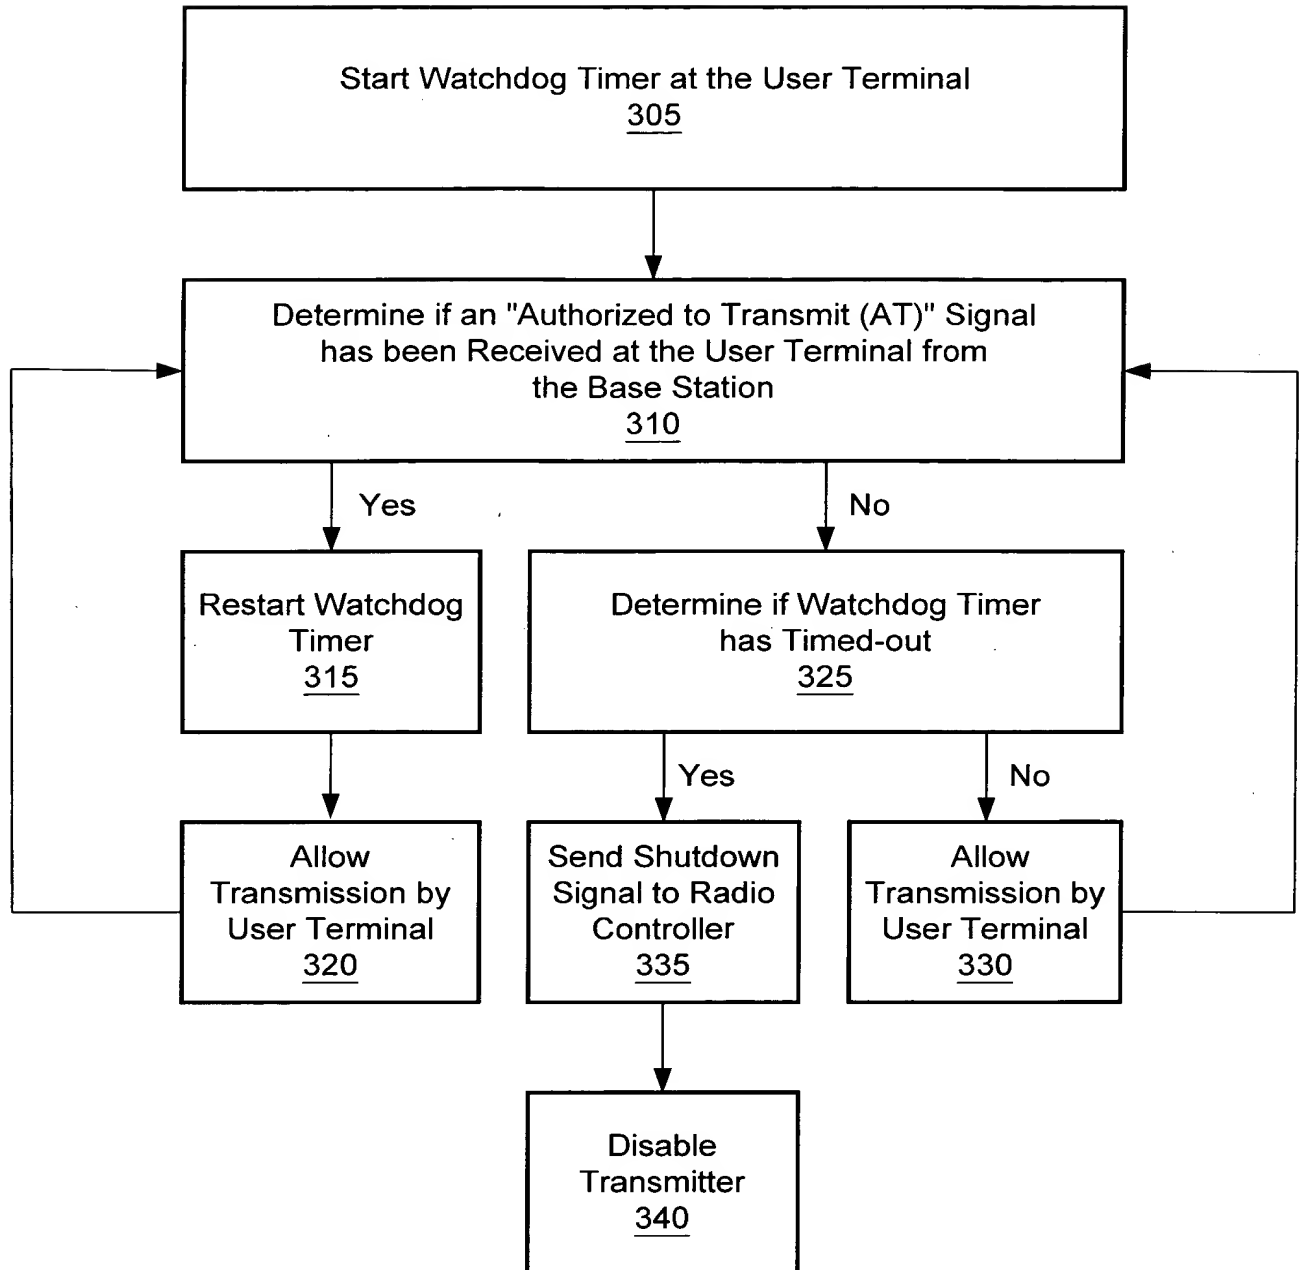 Start Watchdog Timer at the User Terminal
305
Determine if an "Authorized to Transmit (AT)" Signal
has been Received at the User Terminal from
the Base Station
310
Yes
No
Restart Watchdog
Timer
315
Determine if Watchdog Timer
has Timed-out
325
Yes
No
Allow
Transmission by
User Terminal
320
Send Shutdown
Signal to Radio
Controller
335
Allow
Transmission by
User Terminal
330
Disable
Transmitter
340